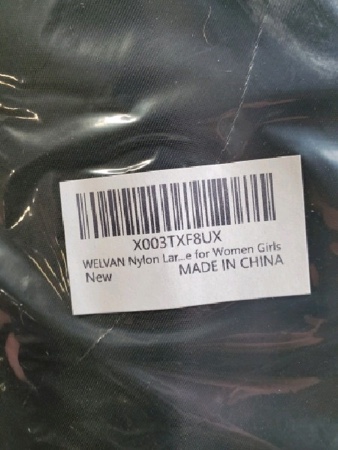 X003TXF8UX
WELVAN Nylon Lar...e for Women Girls
New MADE IN CHINA